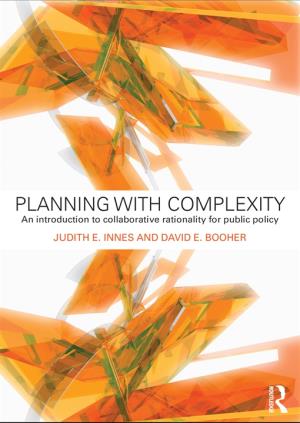 PLANNING WITH COMPLEXITY
An introduction to collaborative rationality for public policy
JUDITH E. INNES AND DAVID E. BOOHER
R
ROUTLEDGE